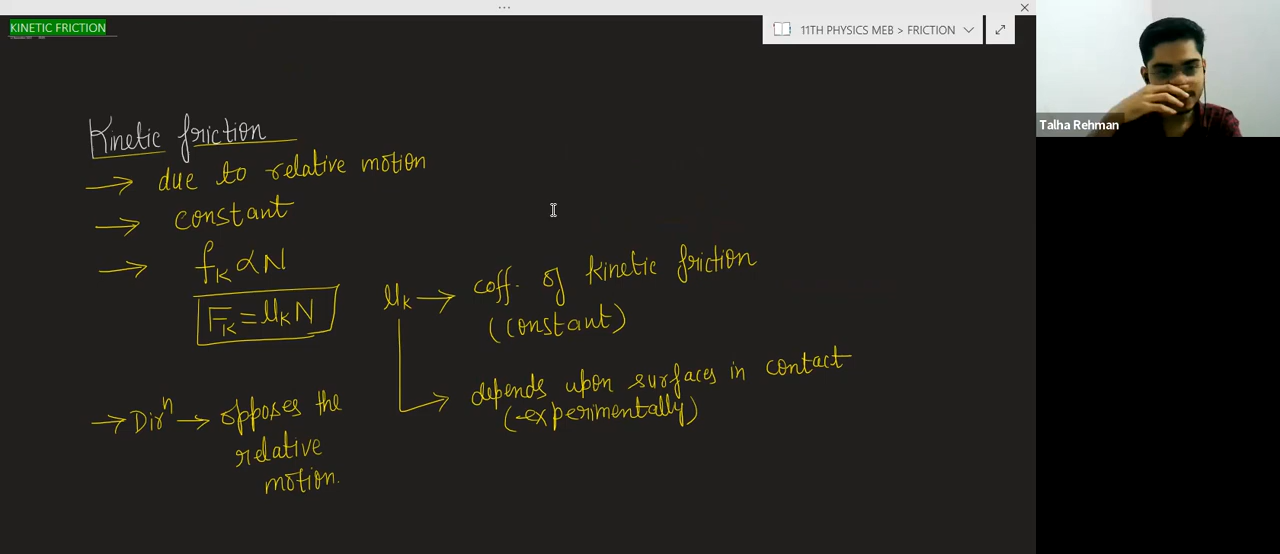 KINETIC FRICTION
11TH PHYSICS MEB > FRICTION
Talha Rehman
Kinetic friction
→ due to relative motion
→ constant
→ fK ∝ N
FK = μK N
μK → coff. of kinetic friction
(constant)
→ depends upon surfaces in contact
(experimentally)
→ Dirⁿ → opposes the
relative
motion.